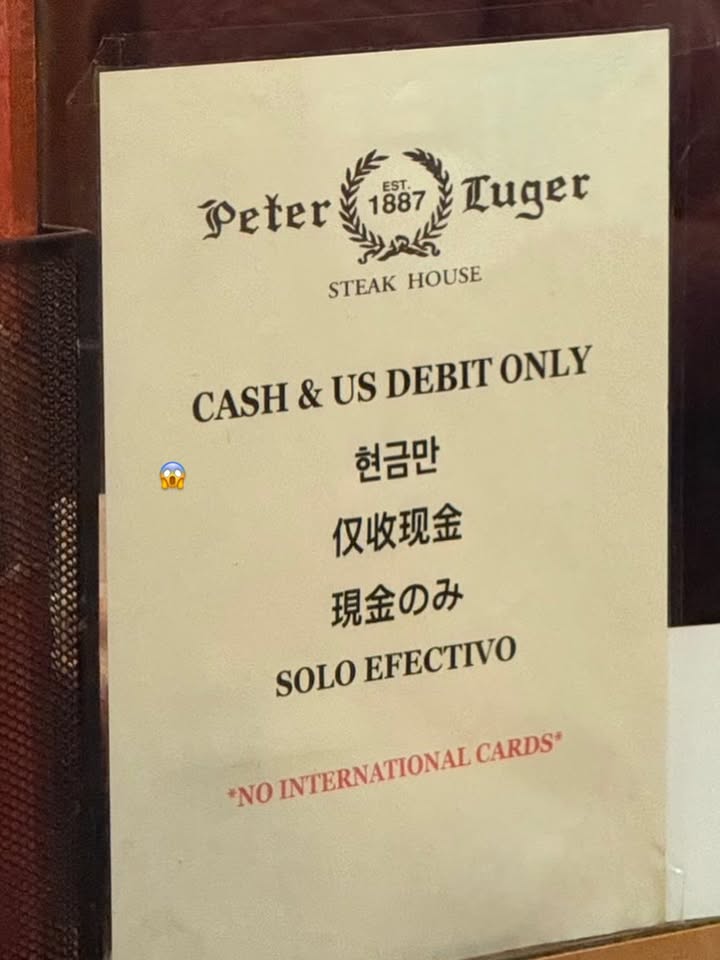 Peter EST. 1887 Luger
STEAK HOUSE
CASH & US DEBIT ONLY
현금만
仅收现金
現金のみ
SOLO EFECTIVO
*NO INTERNATIONAL CARDS*